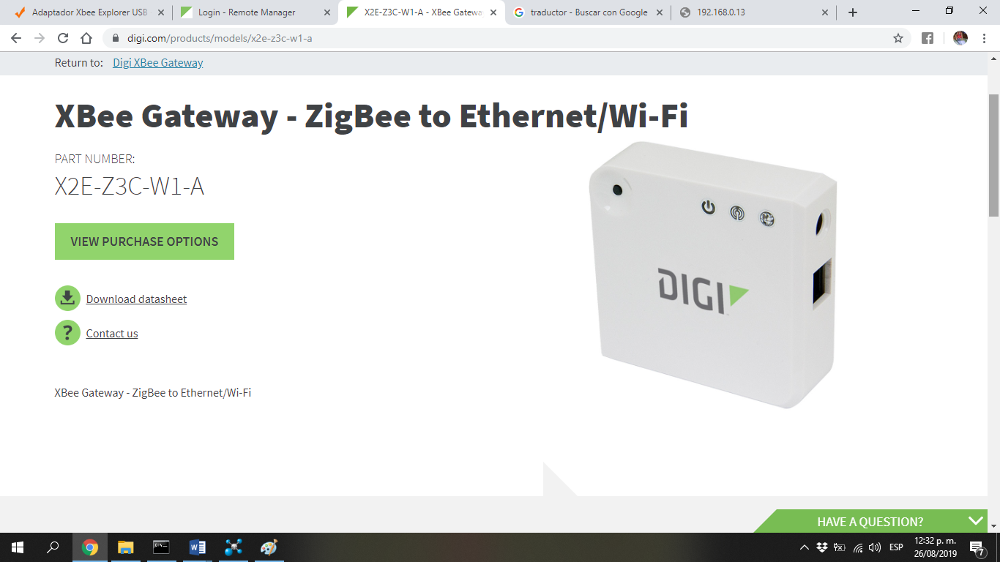 Adaptador Xbee Explorer USB
Login - Remote Manager
X2E-Z3C-W1-A - XBee Gatewa
traductor - Buscar con Google
192.168.0.13
digi.com/products/models/x2e-z3c-w1-a
Return to: Digi XBee Gateway
XBee Gateway - ZigBee to Ethernet/Wi-Fi
PART NUMBER:
X2E-Z3C-W1-A
VIEW PURCHASE OPTIONS
Download datasheet
? Contact us
XBee Gateway - ZigBee to Ethernet/Wi-Fi
DIGI
HAVE A QUESTION?
ESP
12:32 p. m.
26/08/2019
7